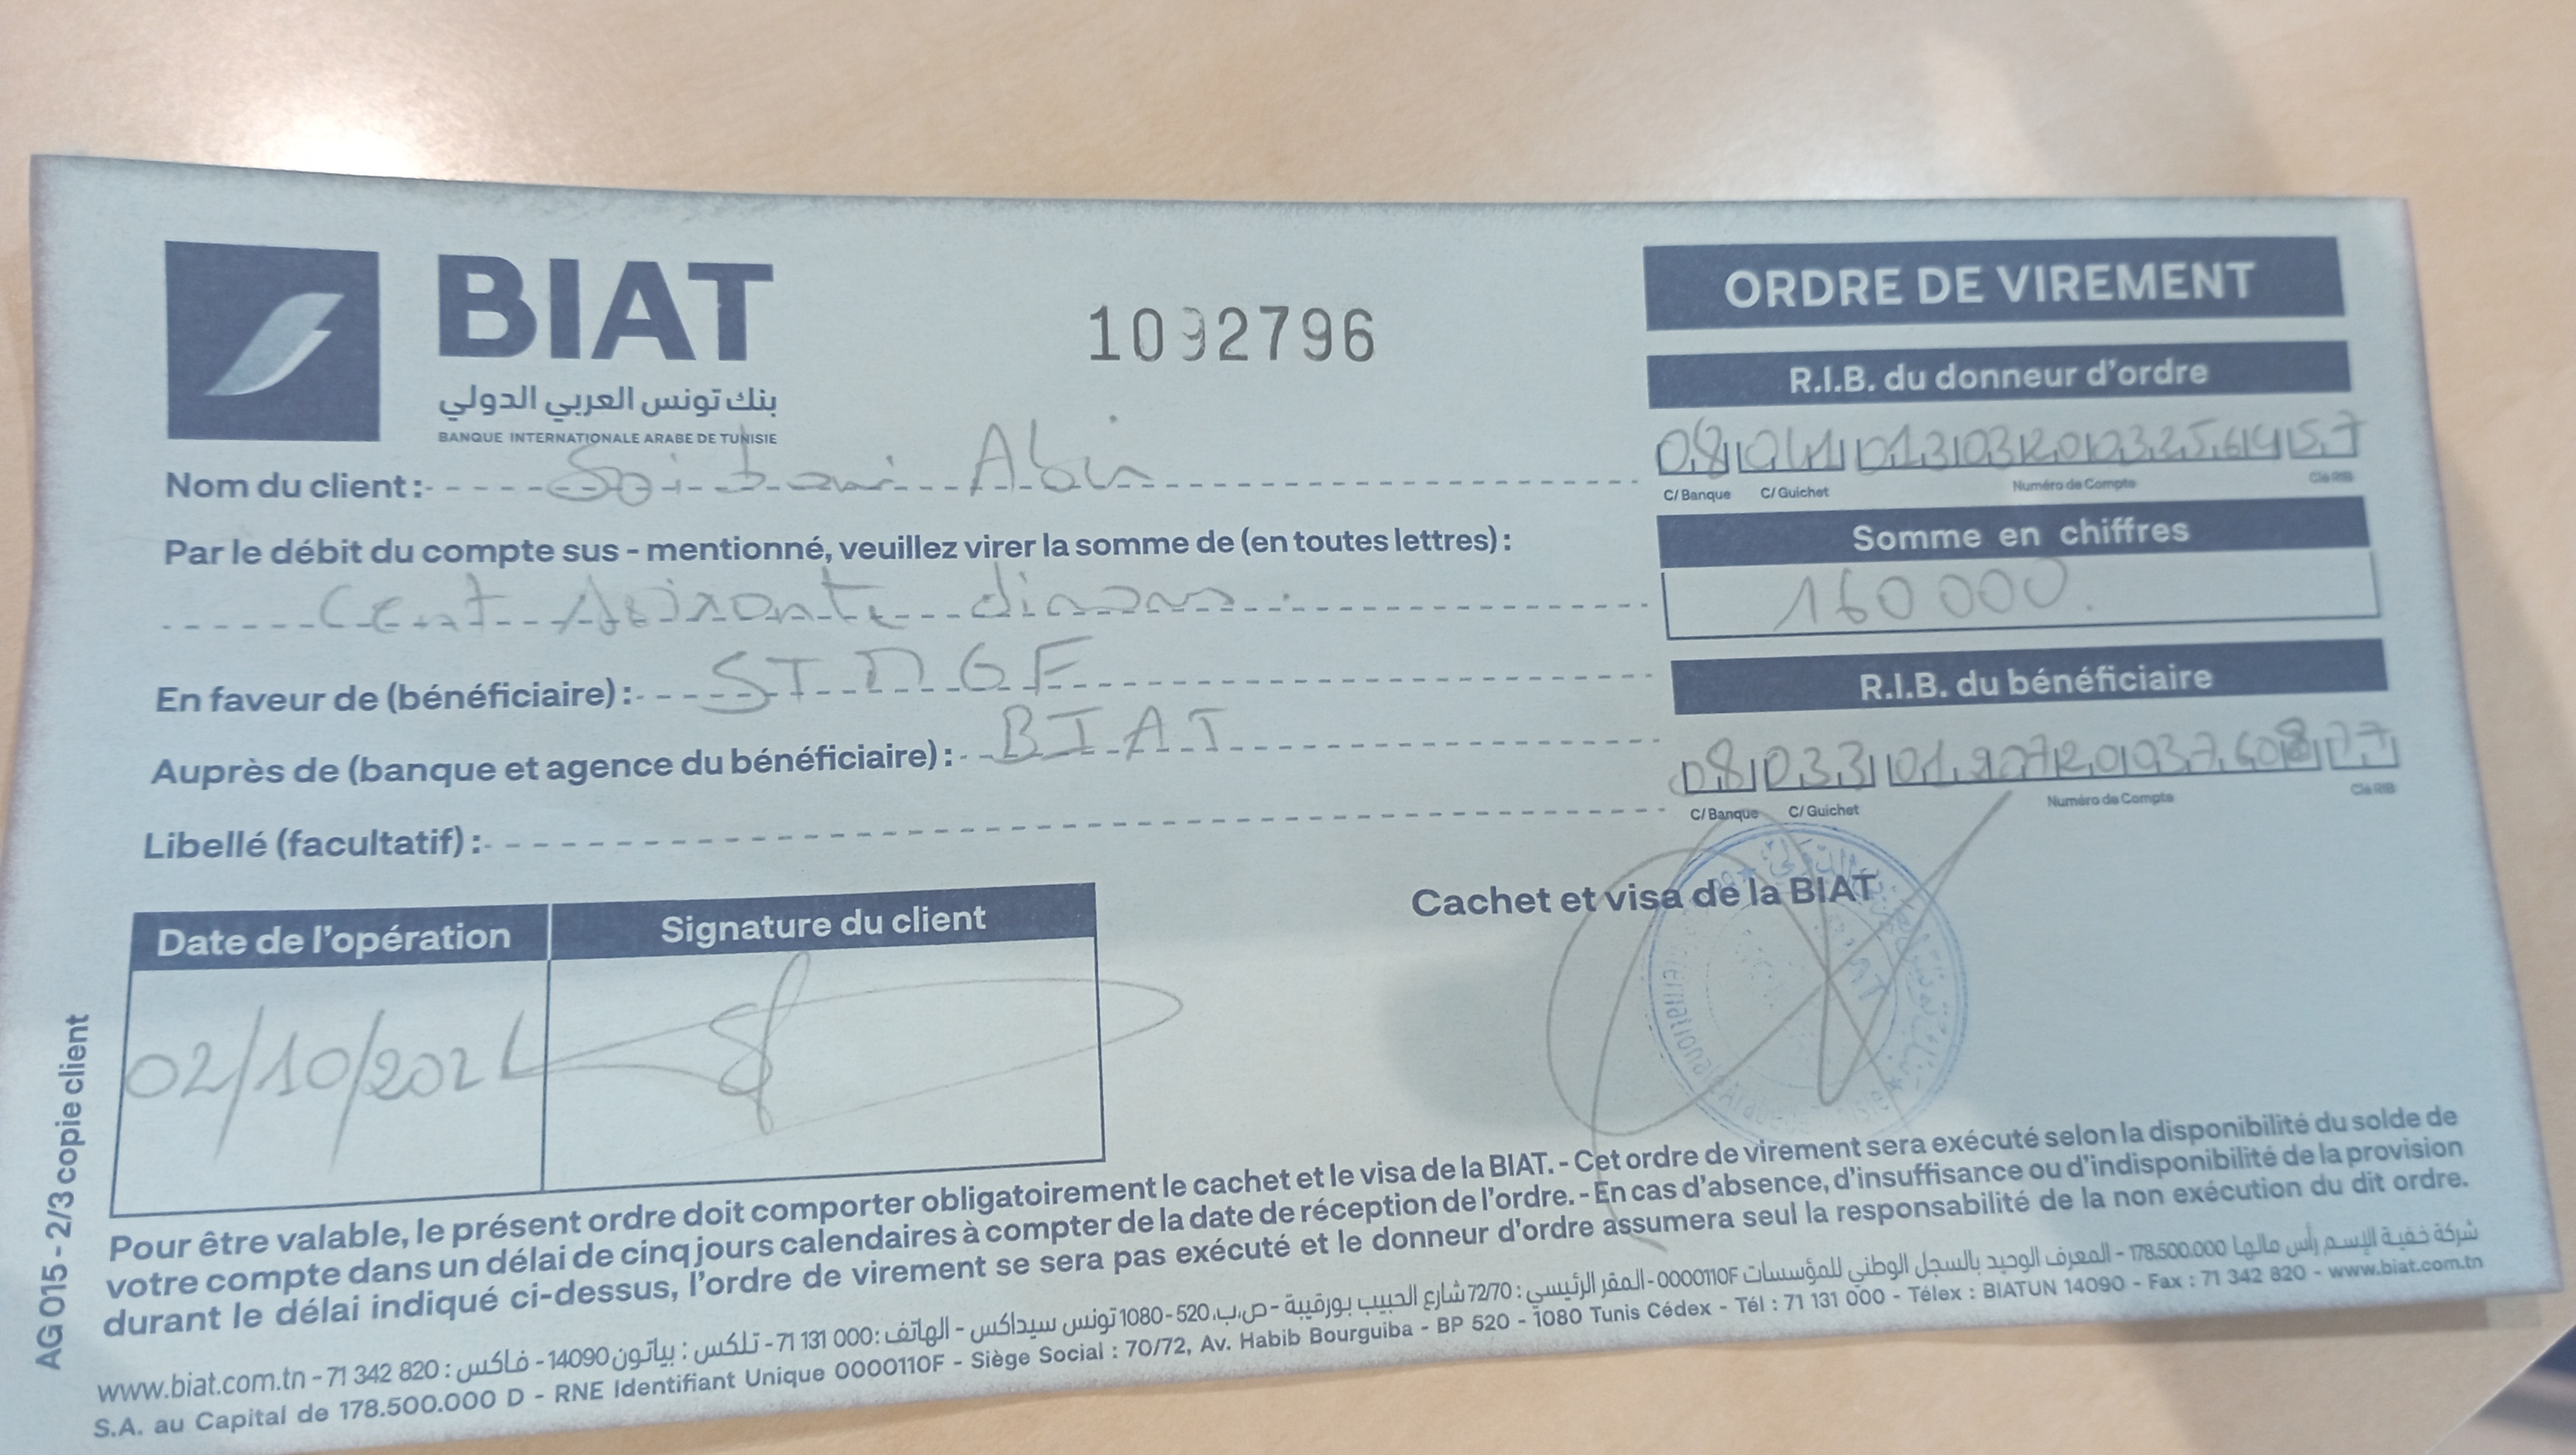 BIAT
بنك تونس العربي الدولي
BANQUE INTERNATIONALE ARABE DE TUNISIE
1092796
ORDRE DE VIREMENT
R.I.B. du donneur d'ordre
C/Banque C/Guichet Numéro de Compte Clé RIB
Nom du client :
Par le débit du compte sus - mentionné, veuillez virer la somme de (en toutes lettres) :
Cent soixante dinars
Somme en chiffres
160 000.
En faveur de (bénéficiaire) : STDGF
Auprès de (banque et agence du bénéficiaire) : BIAT
R.I.B. du bénéficiaire
C/Banque C/Guichet Numéro de Compte Clé RIB
Libellé (facultatif) :
Date de l'opération
Signature du client
Cachet et visa de la BIAT
02/10/2024
AG 015 - 2/3 copie client
Pour être valable, le présent ordre doit comporter obligatoirement le cachet et le visa de la BIAT. - Cet ordre de virement sera exécuté selon la disponibilité du solde de
votre compte dans un délai de cinq jours calendaires à compter de la date de réception de l'ordre. - En cas d'absence, d'insuffisance ou d'indisponibilité de la provision
durant le délai indiqué ci-dessus, l'ordre de virement se sera pas exécuté et le donneur d'ordre assumera seul la responsabilité de la non exécution du dit ordre.
شركة خفية الإسم رأس مالها 178.500.000 - المعرف الوحيد بالسجل الوطني للمؤسسات 0000110F - المقر الرئيسي : 72/70 شارع الحبيب بورقيبة - ص.ب. 520 - 1080 تونس سيداكس - الهاتف : 71 131 000 - تلكس : بياتون 14090 - فاكس : 71 342 820 - www.biat.com.tn
S.A. au Capital de 178.500.000 D - RNE Identifiant Unique 0000110F - Siège Social : 70/72, Av. Habib Bourguiba - BP 520 - 1080 Tunis Cédex - Tél : 71 131 000 - Télex : BIATUN 14090 - Fax : 71 342 820 - www.biat.com.tn